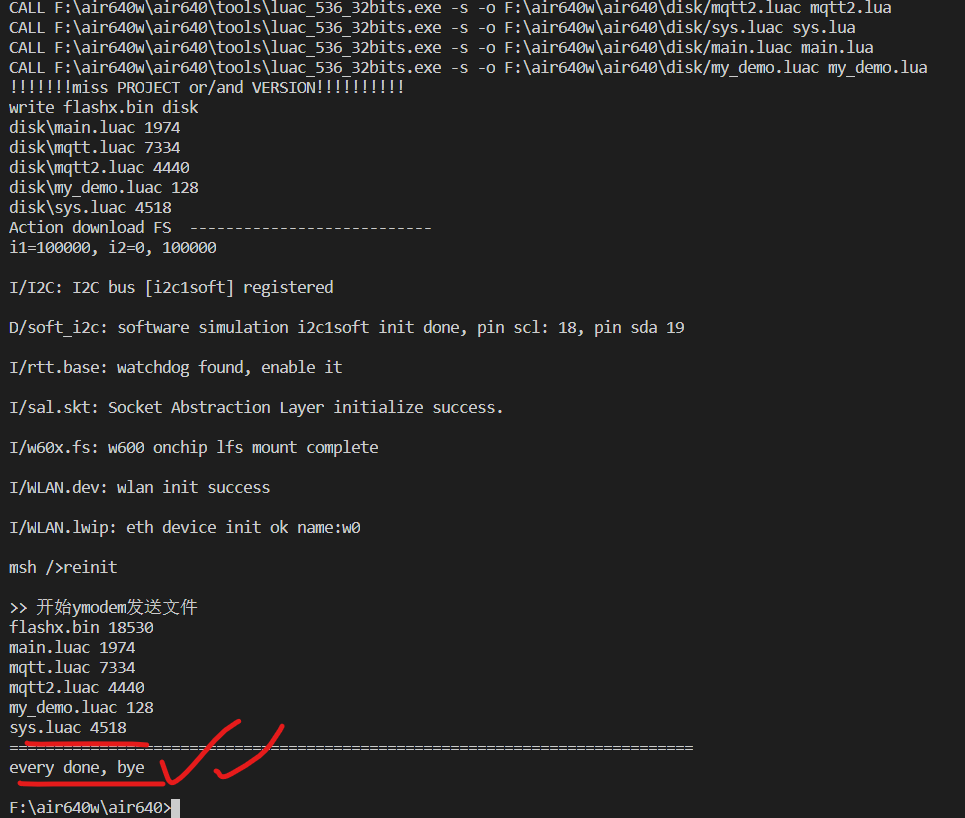 CALL F:\air640w\air640\tools\luac_536_32bits.exe -s -o F:\air640w\air640\disk/mqtt2.luac mqtt2.lua
CALL F:\air640w\air640\tools\luac_536_32bits.exe -s -o F:\air640w\air640\disk/sys.luac sys.lua
CALL F:\air640w\air640\tools\luac_536_32bits.exe -s -o F:\air640w\air640\disk/main.luac main.lua
CALL F:\air640w\air640\tools\luac_536_32bits.exe -s -o F:\air640w\air640\disk/my_demo.luac my_demo.lua
!!!!!!!miss PROJECT or/and VERSION!!!!!!!!!!
write flashx.bin disk
disk\main.luac 1974
disk\mqtt.luac 7334
disk\mqtt2.luac 4440
disk\my_demo.luac 128
disk\sys.luac 4518
Action download FS  ---------------------------
i1=100000, i2=0, 100000
I/I2C: I2C bus [i2c1soft] registered
D/soft_i2c: software simulation i2c1soft init done, pin scl: 18, pin sda 19
I/rtt.base: watchdog found, enable it
I/sal.skt: Socket Abstraction Layer initialize success.
I/w60x.fs: w600 onchip lfs mount complete
I/WLAN.dev: wlan init success
I/WLAN.lwip: eth device init ok name:w0
msh />reinit
>> 开始ymodem发送文件
flashx.bin 18530
main.luac 1974
mqtt.luac 7334
mqtt2.luac 4440
my_demo.luac 128
sys.luac 4518
============================================================================
every done, bye
F:\air640w\air640>